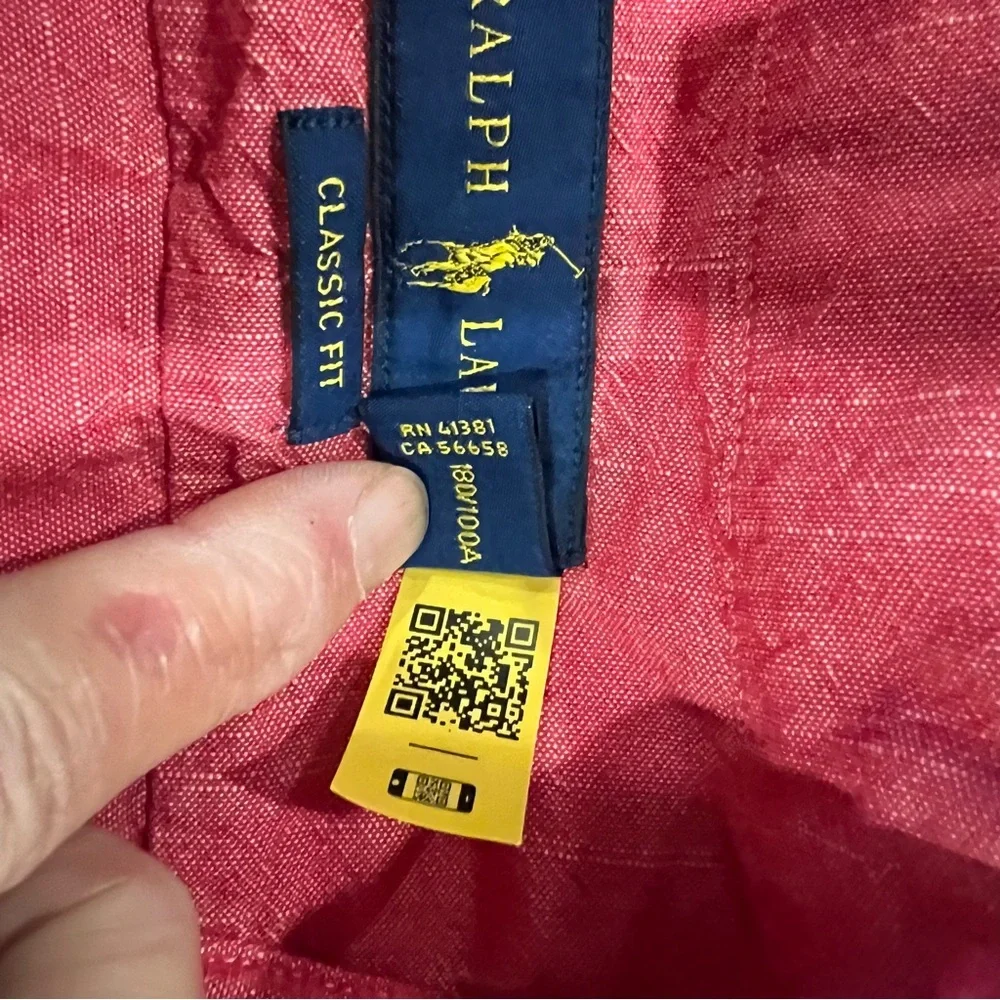 RALPH LAU
CLASSIC FIT
RN 41381
CA 56658
180/100A